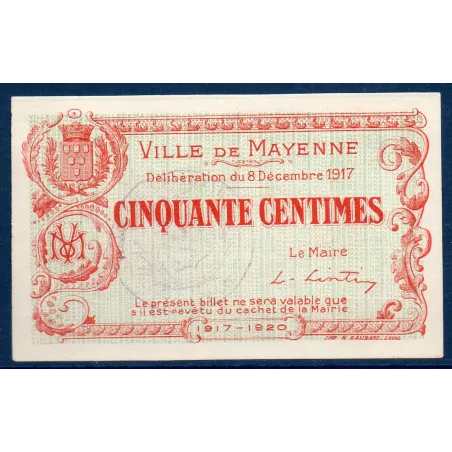 VILLE DE MAYENNE
Délibération du 8 Décembre 1917
CINQUANTE CENTIMES
Le Maire
Le présent billet ne sera valable que
s'il est revêtu du cachet de la Mairie
1917-1920